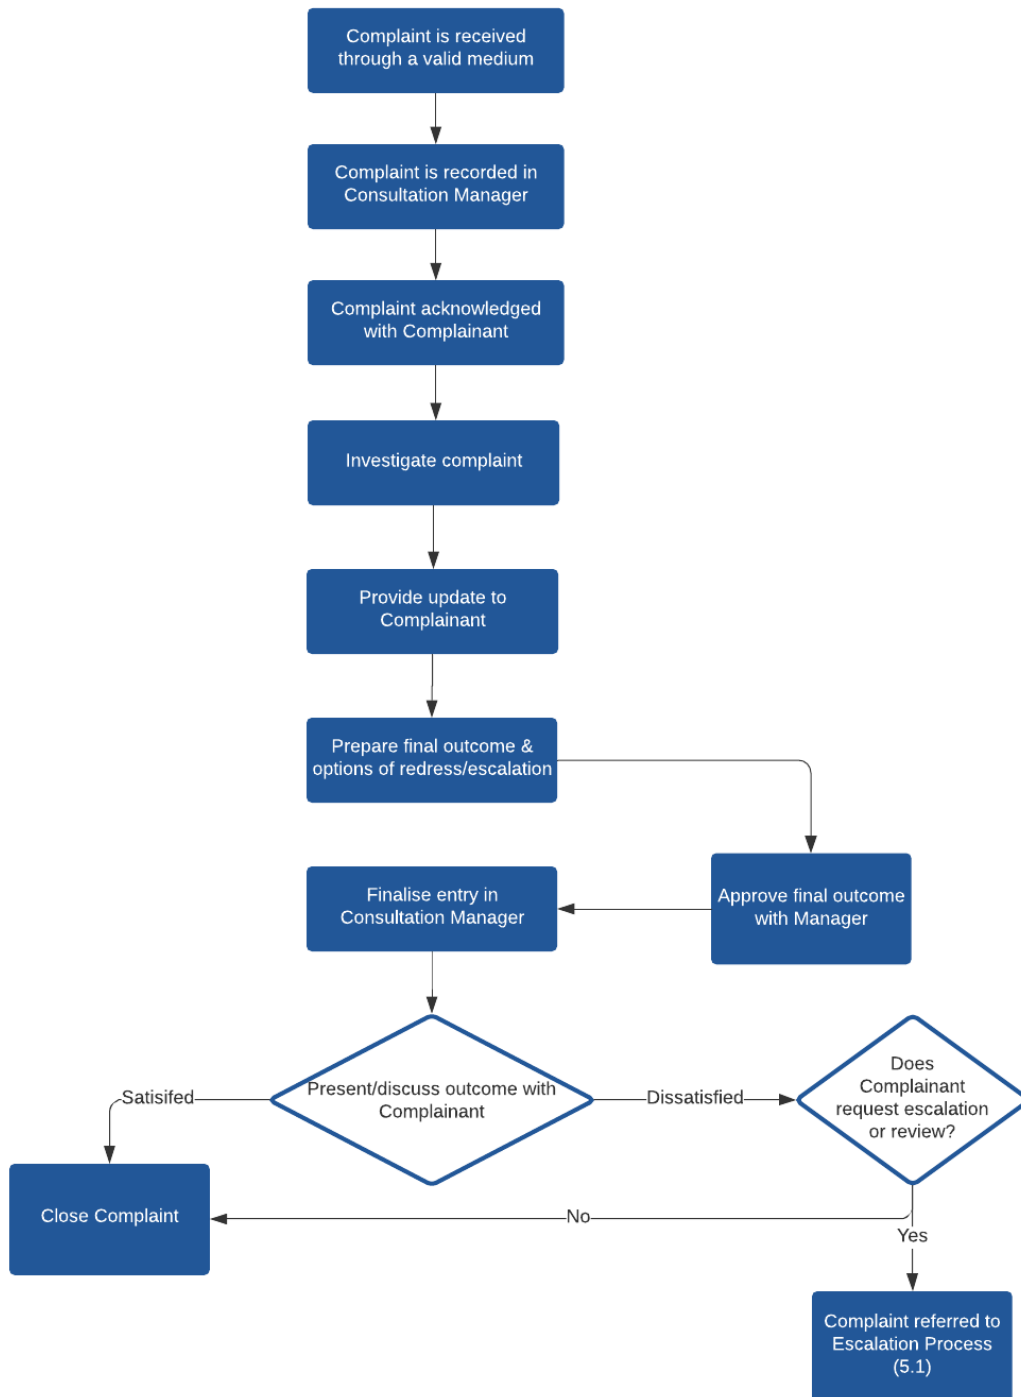 Complaint is received
through a valid medium
Complaint is recorded in
Consultation Manager
Complaint acknowledged
with Complainant
Investigate complaint
Provide update to
Complainant
Prepare final outcome &
options of redress/escalation
Approve final outcome
with Manager
Finalise entry in
Consultation Manager
Present/discuss outcome with
Complainant
Satisifed
Dissatisfied
Does
Complainant
request escalation
or review?
Close Complaint
No
Yes
Complaint referred to
Escalation Process
(5.1)